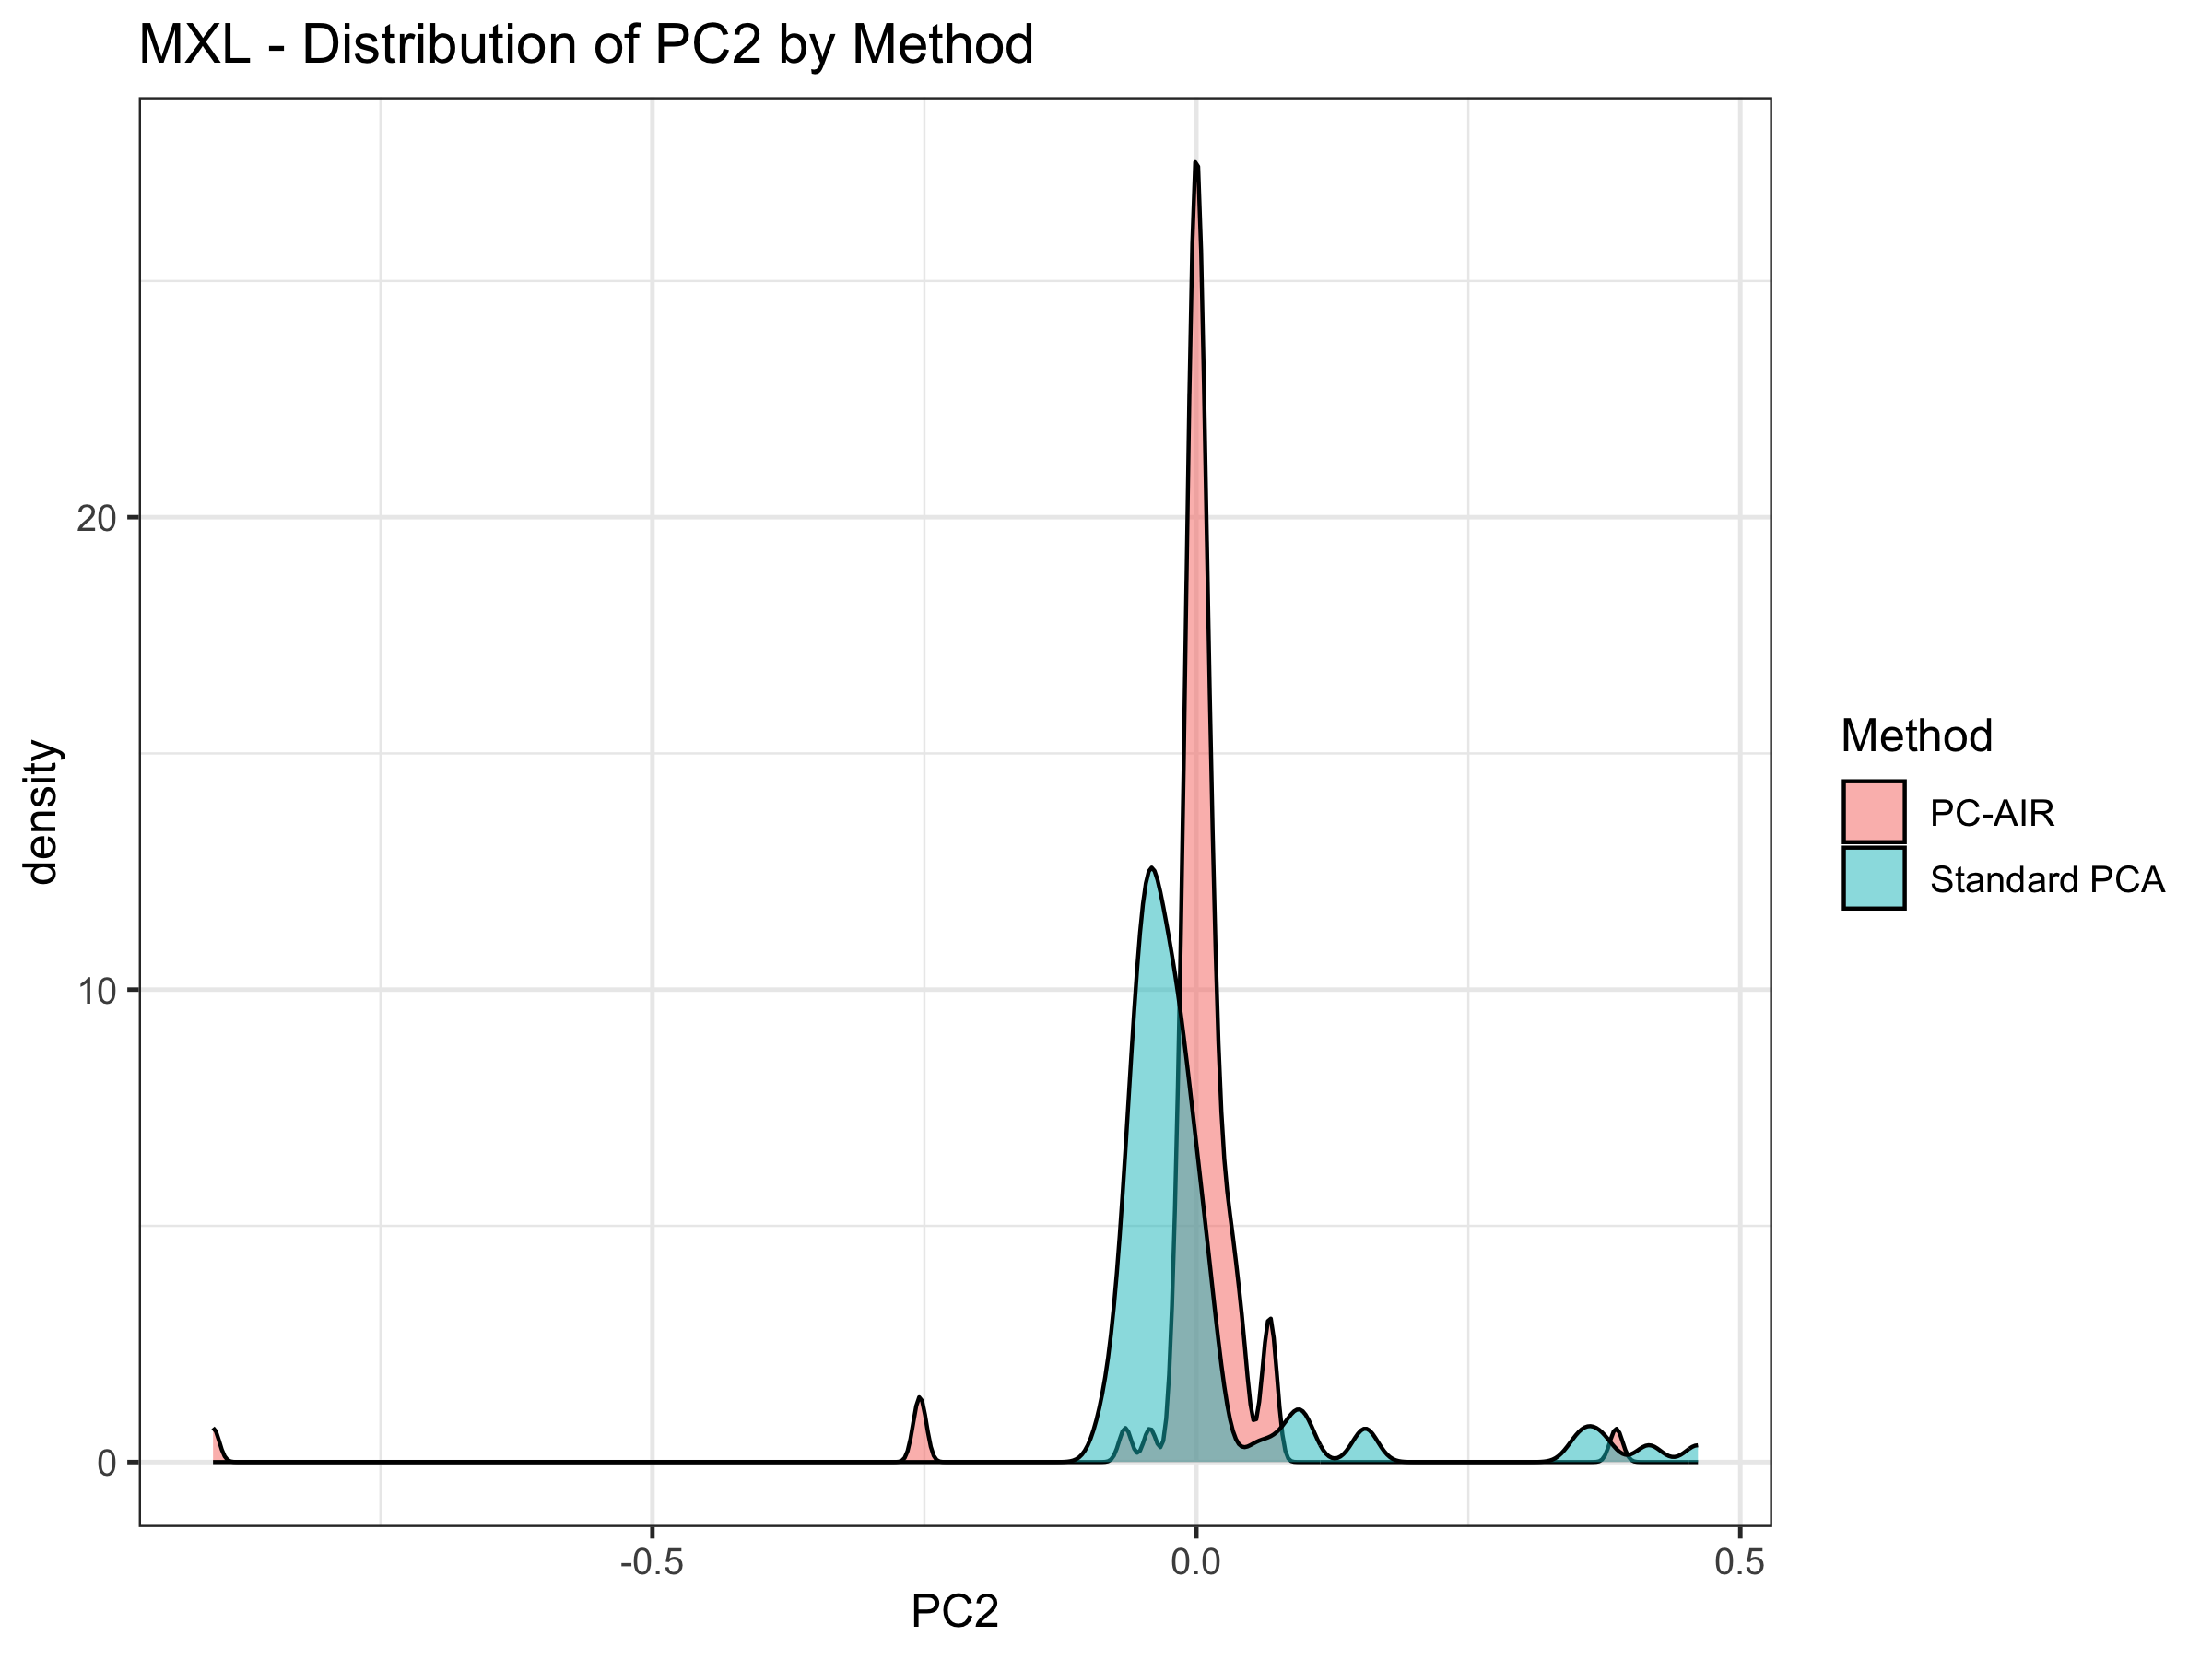 MXL - Distribution of PC2 by Method
density
20
10
0
-0.5
0.0
0.5
PC2
Method
PC-AIR
Standard PCA